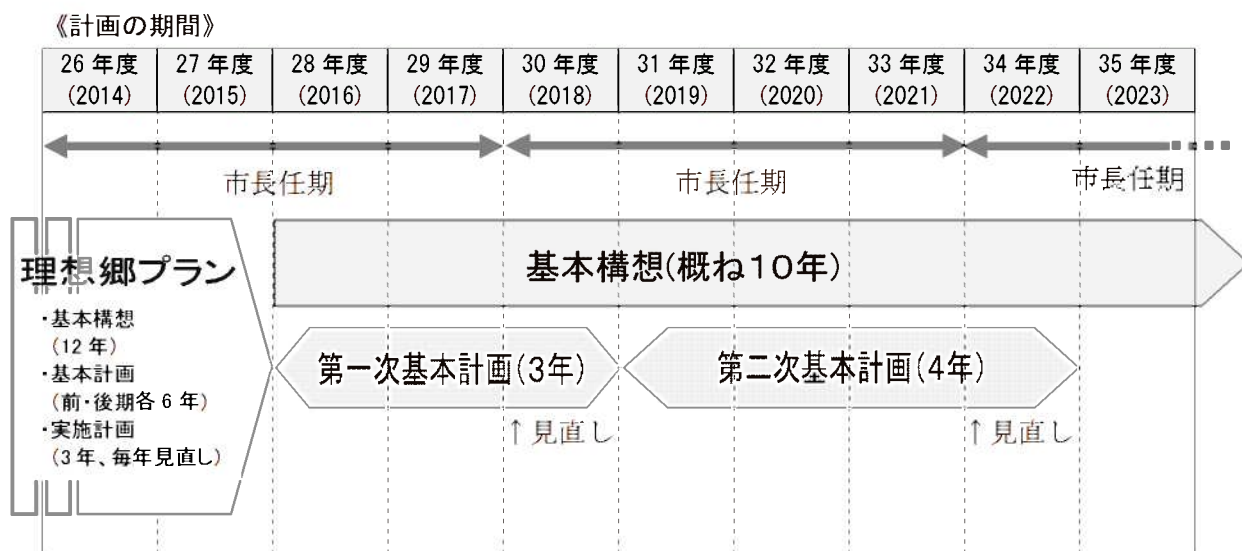 《計画の期間》
26 年度 27 年度 28 年度 29 年度 30 年度 31 年度 32 年度 33 年度 34 年度 35 年度
(2014) (2015) (2016) (2017) (2018) (2019) (2020) (2021) (2022) (2023)
市長任期 市長任期 市長任期
基本構想(概ね10年)
理想郷プラン
・基本構想
(12 年)
・基本計画
(前・後期各 6 年)
・実施計画
(3 年、毎年見直し)
第一次基本計画(3年) 第二次基本計画(4年)
↑見直し ↑見直し